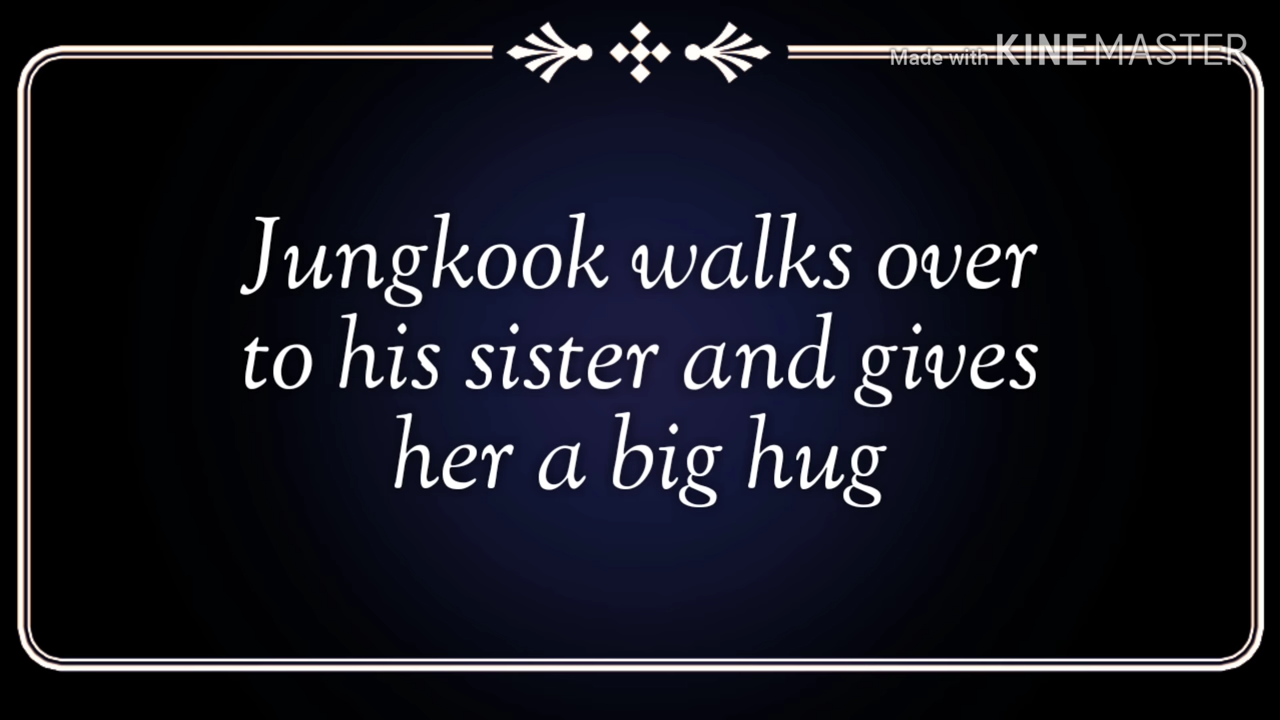 Made with KINEMASTER
Jungkook walks over
to his sister and gives
her a big hug